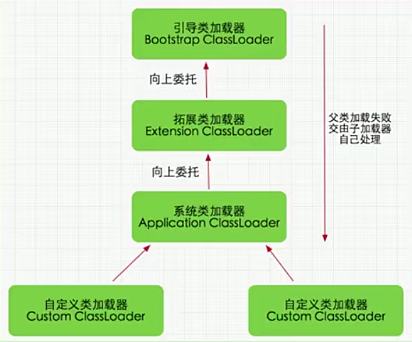 引导类加载器
Bootstrap ClassLoader
向上委托
拓展类加载器
Extension ClassLoader
父类加载失败
交由子加载器
自己处理
向上委托
系统类加载器
Application ClassLoader
自定义类加载器
Custom ClassLoader
自定义类加载器
Custom ClassLoader